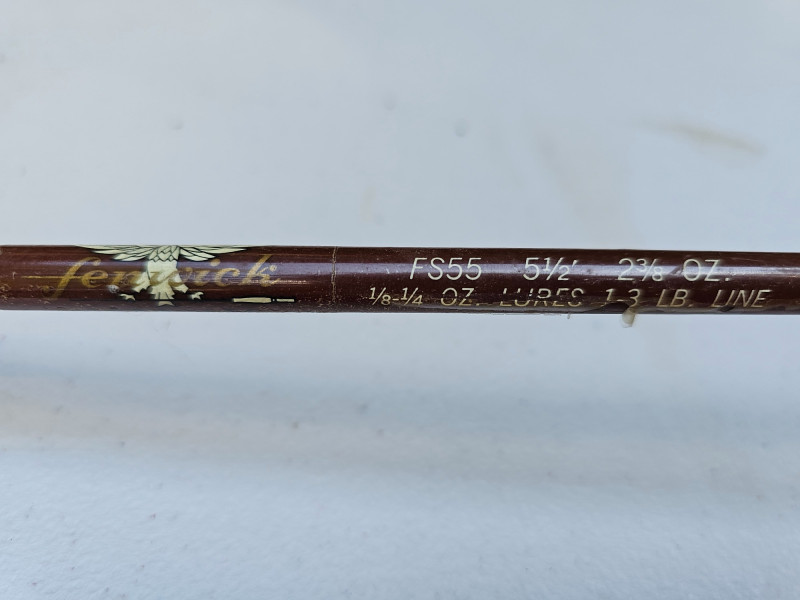 fenwick
FS55 5½' 2⅜ OZ.
⅛-¼ OZ. LURES 1-3 LB. LINE